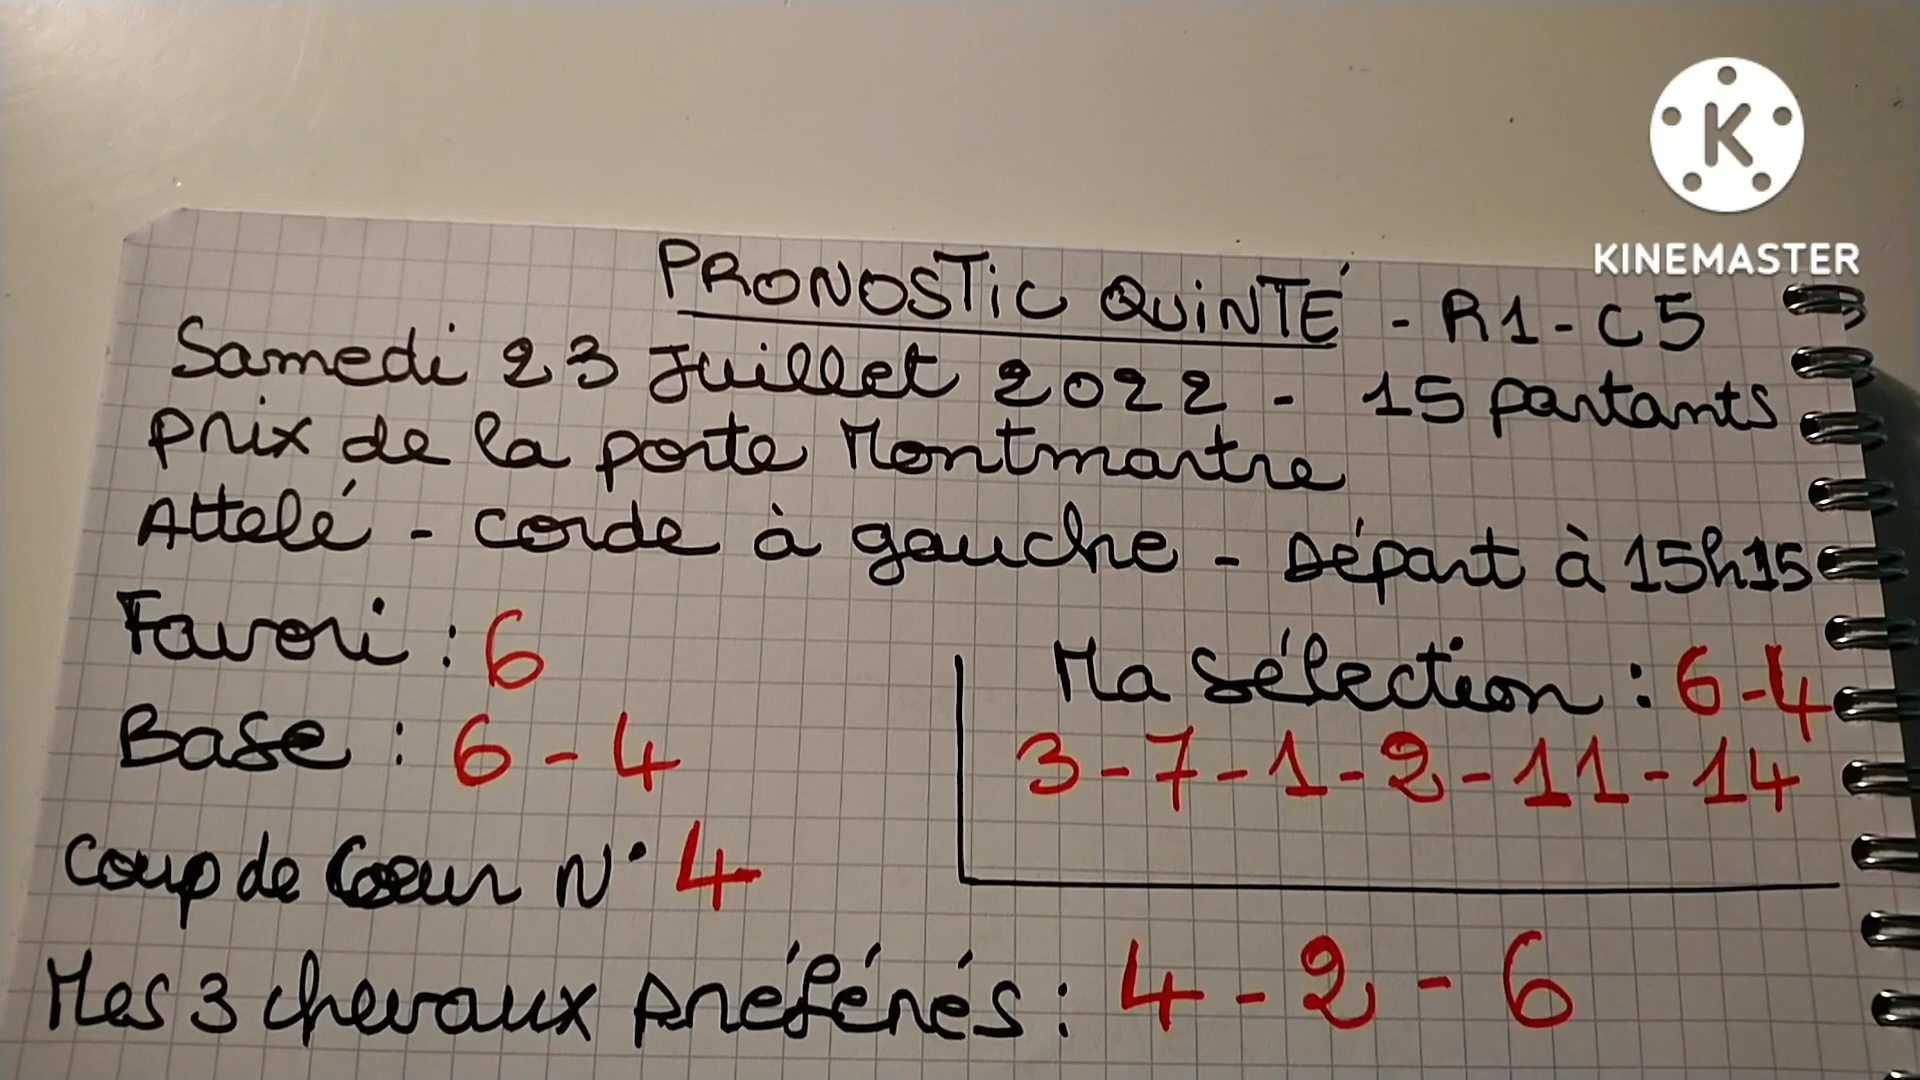 KINEMASTER
PRONOSTIC QUINTÉ - R1 - C5
Samedi 23 Juillet 2022 - 15 partants
prix de la porte Montmartre
Attelé - corde à gauche - Départ à 15h15
Favori : 6
Base : 6 - 4
Coup de Coeur N° 4
Ma sélection : 6 - 4
3 - 7 - 1 - 2 - 11 - 14
Mes 3 chevaux préférés : 4 - 2 - 6